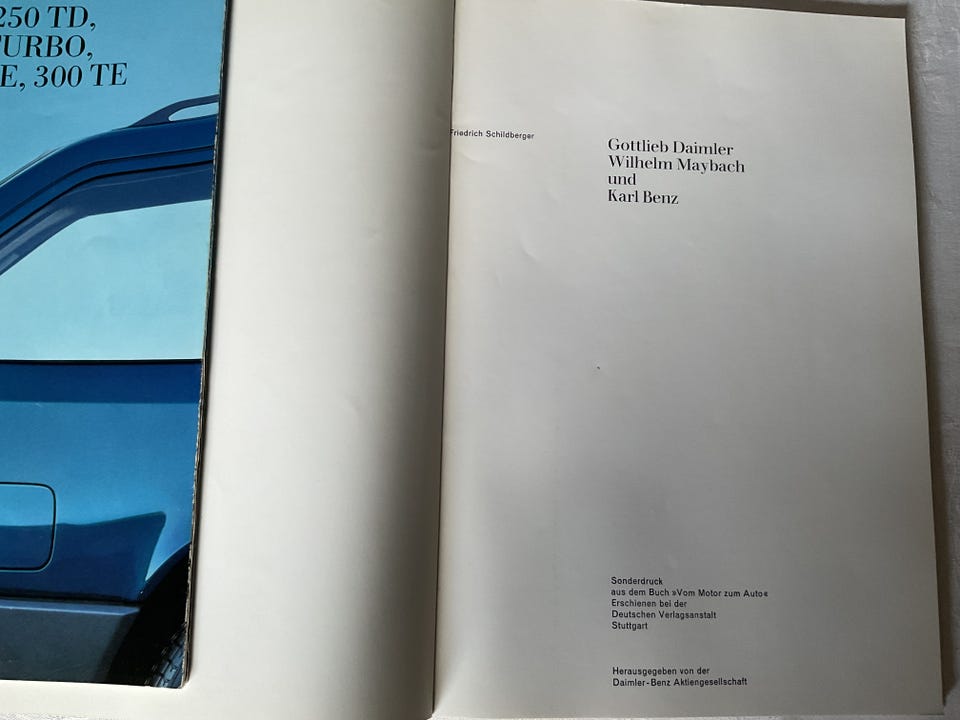 250 TD,
TURBO,
E, 300 TE
Friedrich Schildberger
Gottlieb Daimler
Wilhelm Maybach
und
Karl Benz
Sonderdruck
aus dem Buch »Vom Motor zum Auto«
Erschienen bei der
Deutschen Verlagsanstalt
Stuttgart
Herausgegeben von der
Daimler-Benz Aktiengesellschaft